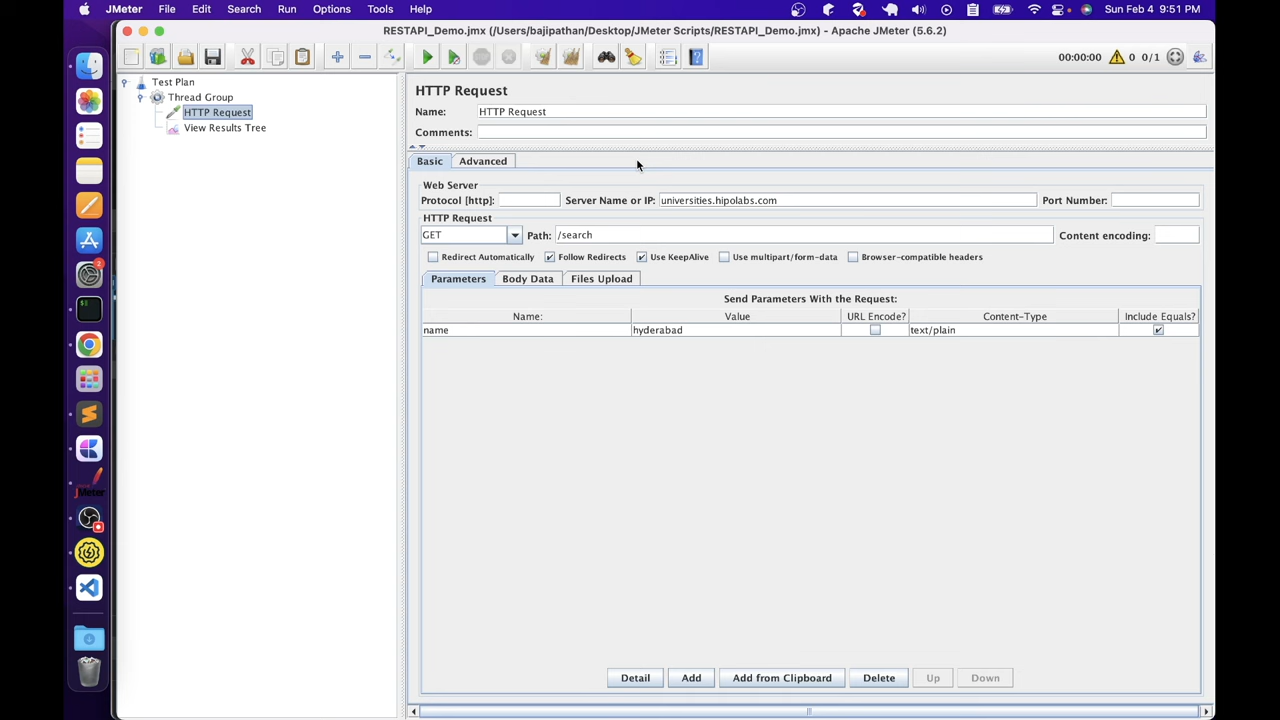 JMeter File Edit Search Run Options Tools Help Sun Feb 4 9:51 PM
RESTAPI_Demo.jmx (/Users/bajipathan/Desktop/JMeter Scripts/RESTAPI_Demo.jmx) - Apache JMeter (5.6.2)
00:00:00 0 0/1
Test Plan
Thread Group
HTTP Request
View Results Tree
HTTP Request
Name: HTTP Request
Comments:
Basic Advanced
Web Server
Protocol [http]: Server Name or IP: universities.hipolabs.com Port Number:
HTTP Request
GET Path: /search Content encoding:
Redirect Automatically Follow Redirects Use KeepAlive Use multipart/form-data Browser-compatible headers
Parameters Body Data Files Upload
Send Parameters With the Request:
Name: Value URL Encode? Content-Type Include Equals?
name hyderabad text/plain
Detail Add Add from Clipboard Delete Up Down
2
$
JMeter